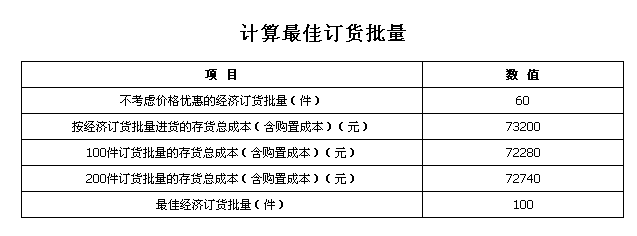 计算最佳订货批量
项 目 数 值
不考虑价格优惠的经济订货批量(件) 60
按经济订货批量进货的存货总成本(含购置成本)(元) 73200
100件订货批量的存货总成本(含购置成本)(元) 72280
200件订货批量的存货总成本(含购置成本)(元) 72740
最佳经济订货批量(件) 100